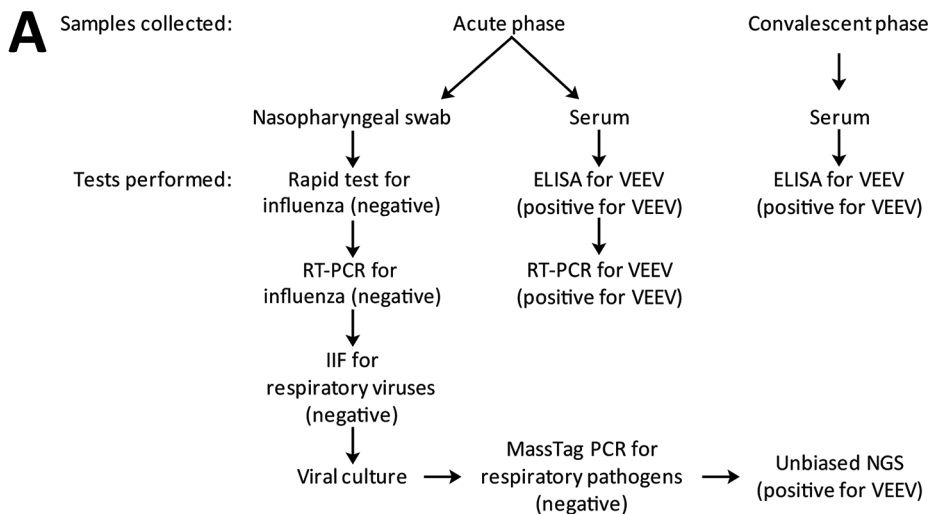 A
Samples collected:
Acute phase
Convalescent phase
Nasopharyngeal swab
Serum
Serum
Tests performed:
Rapid test for
influenza (negative)
ELISA for VEEV
(positive for VEEV)
ELISA for VEEV
(positive for VEEV)
RT-PCR for
influenza (negative)
RT-PCR for VEEV
(positive for VEEV)
IIF for
respiratory viruses
(negative)
Viral culture
MassTag PCR for
respiratory pathogens
(negative)
Unbiased NGS
(positive for VEEV)